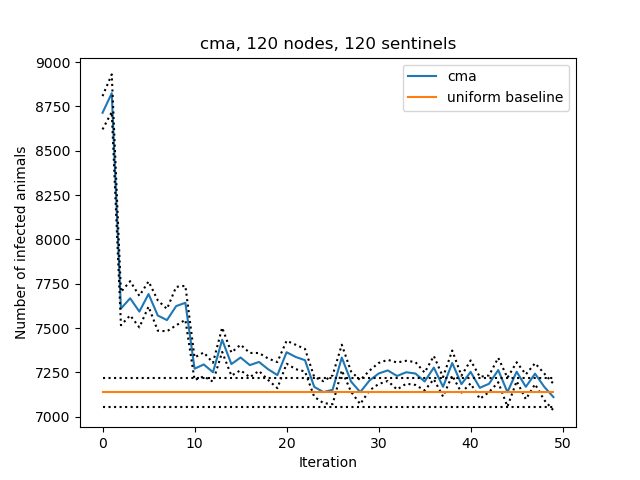 cma, 120 nodes, 120 sentinels
cma
uniform baseline
Number of infected animals
9000
8750
8500
8250
8000
7750
7500
7250
7000
0 10 20 30 40 50
Iteration